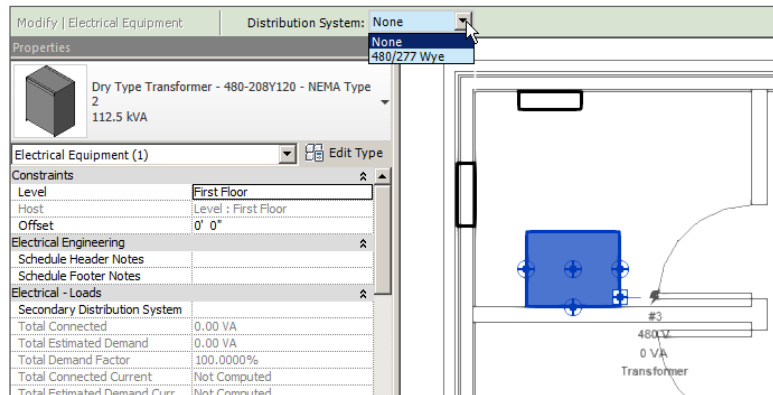 Modify | Electrical Equipment
Distribution System: None
None
480/277 Wye
Properties
Dry Type Transformer - 480-208Y120 - NEMA Type
2
112.5 kVA
Electrical Equipment (1)
Edit Type
Constraints
Level First Floor
Host Level : First Floor
Offset 0' 0"
Electrical Engineering
Schedule Header Notes
Schedule Footer Notes
Electrical - Loads
Secondary Distribution System
Total Connected 0.00 VA
Total Estimated Demand 0.00 VA
Total Demand Factor 100.0000%
Total Connected Current Not Computed
Total Estimated Demand Curr Not Computed
#3
480 V
0 VA
Transformer